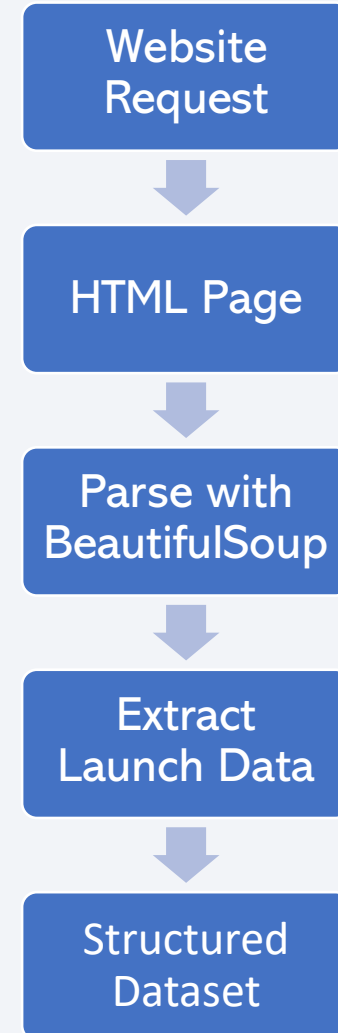 Website
Request
HTML Page
Parse with
BeautifulSoup
Extract
Launch Data
Structured
Dataset